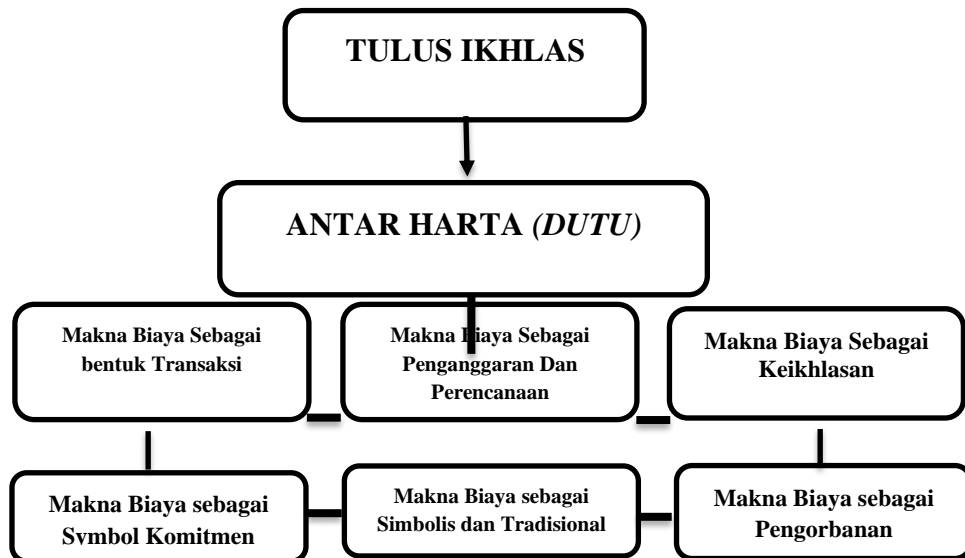 TULUS IKHLAS
ANTAR HARTA (DUTU)
Makna Biaya Sebagai
bentuk Transaksi
Makna Biaya Sebagai
Penganggaran Dan
Perencanaan
Makna Biaya Sebagai
Keikhlasan
Makna Biaya sebagai
Symbol Komitmen
Makna Biaya sebagai
Simbolis dan Tradisional
Makna Biaya sebagai
Pengorbanan